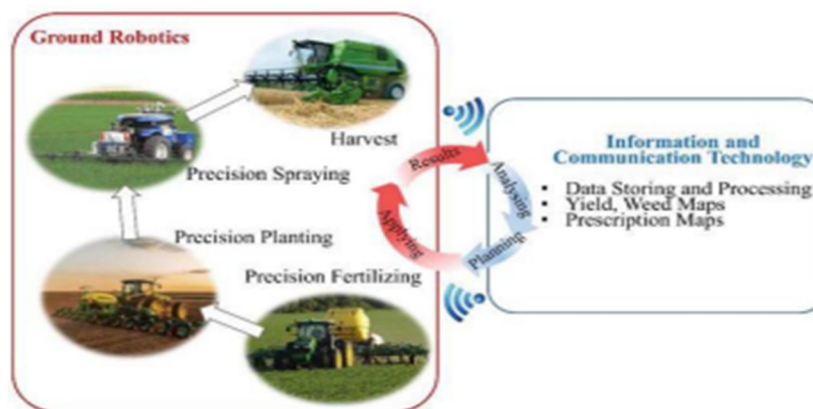 Ground Robotics
Harvest
Precision Spraying
Precision Planting
Precision Fertilizing
Results
Analysing
Planning
Applying
Information and
Communication Technology
• Data Storing and Processing
• Yield, Weed Maps
• Prescription Maps